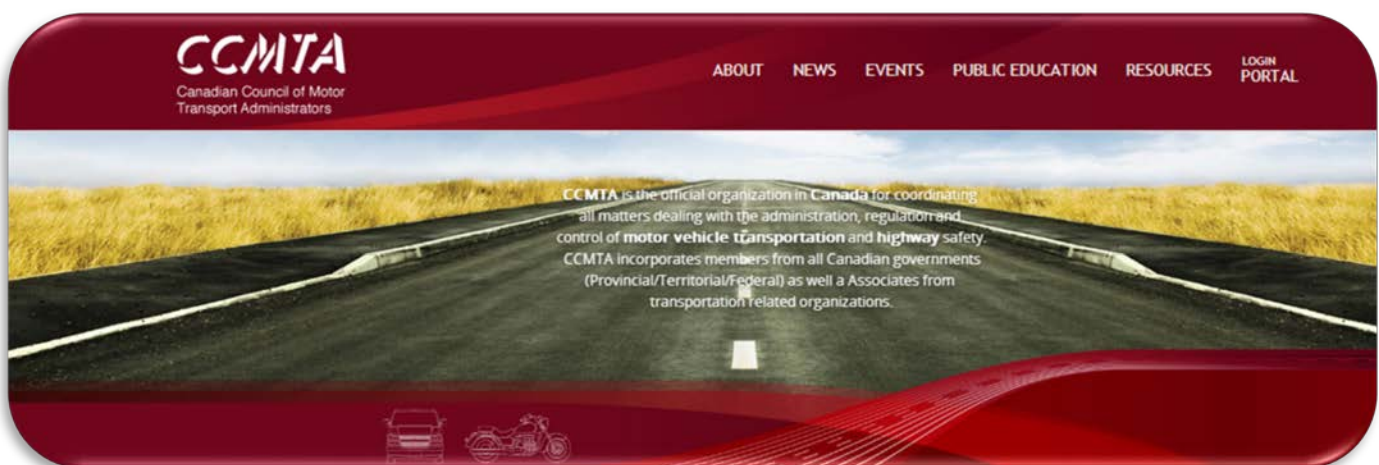 CCMTA
Canadian Council of Motor
Transport Administrators
ABOUT NEWS EVENTS PUBLIC EDUCATION RESOURCES LOGIN PORTAL
CCMTA is the official organization in Canada for coordinating
all matters dealing with the administration, regulation and
control of motor vehicle transportation and highway safety.
CCMTA incorporates members from all Canadian governments
(Provincial/Territorial/Federal) as well a Associates from
transportation related organizations.